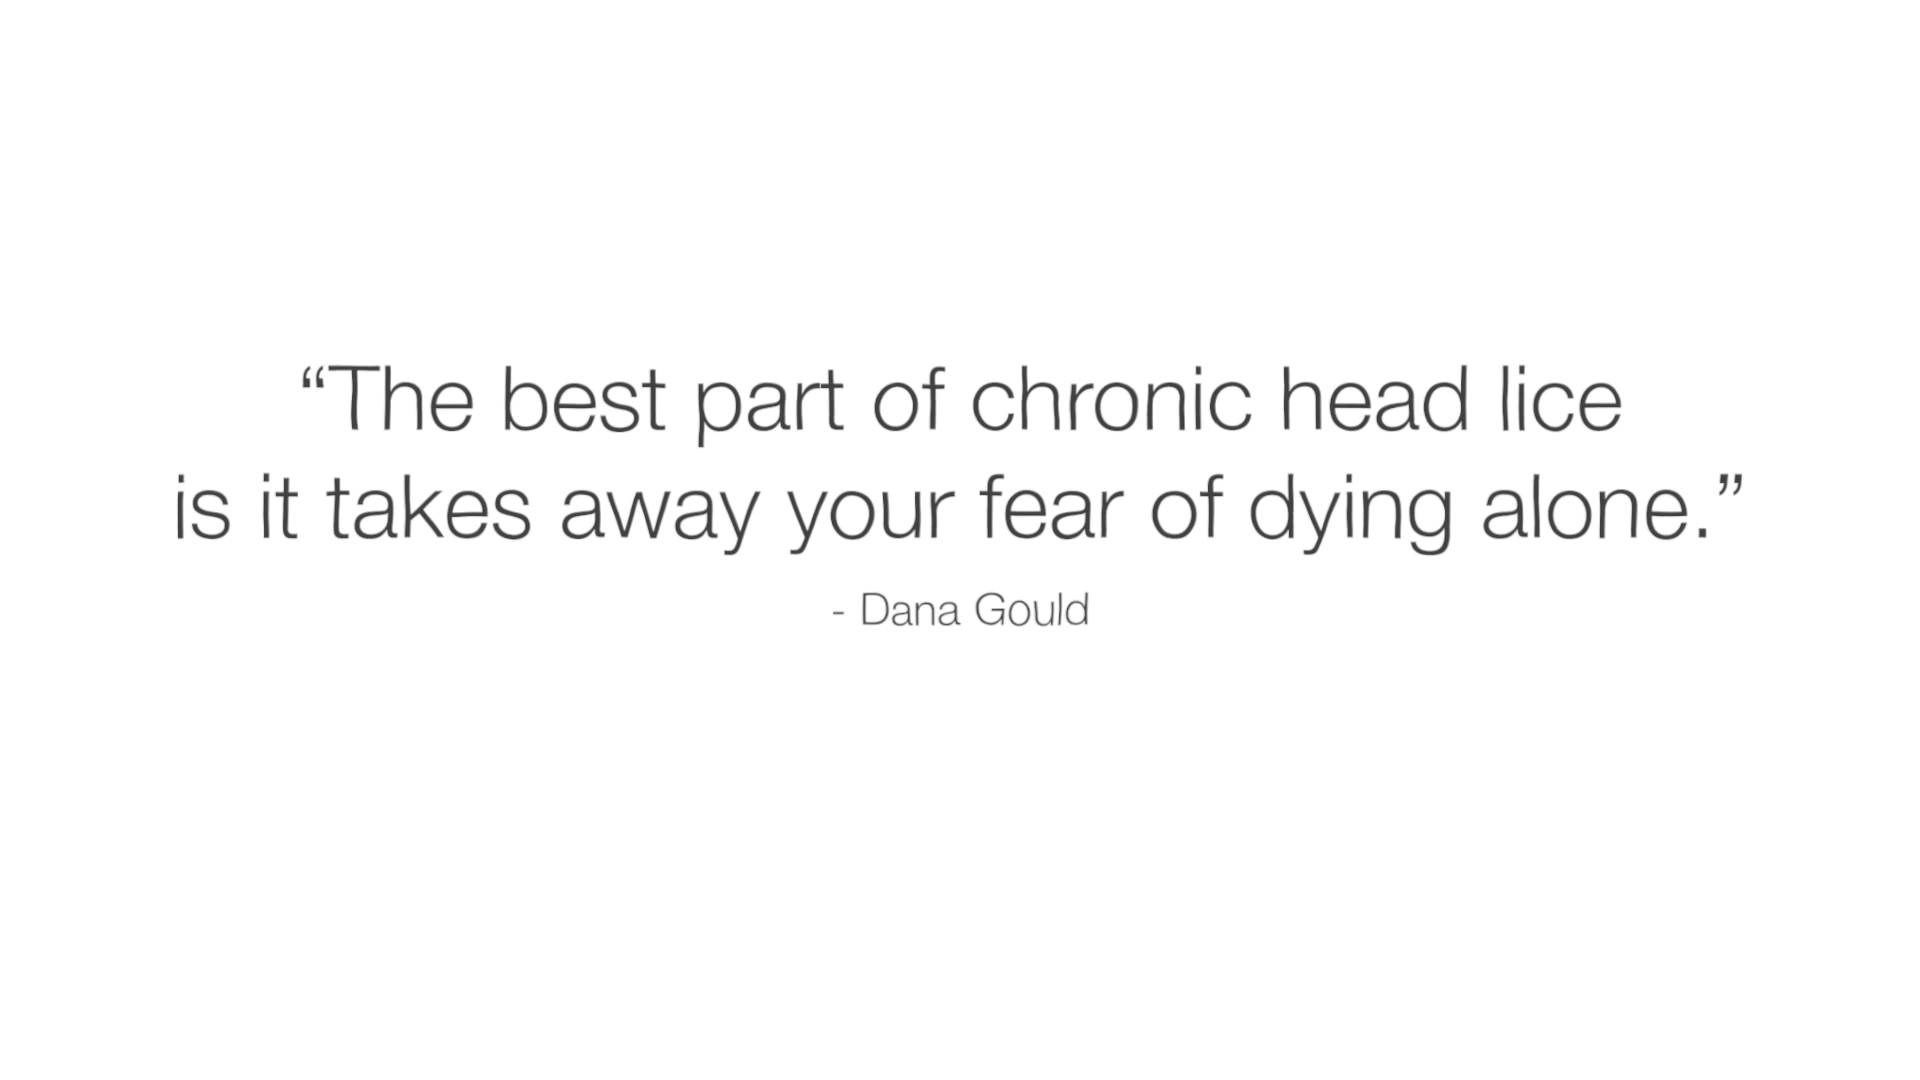 “The best part of chronic head lice
is it takes away your fear of dying alone.”
- Dana Gould